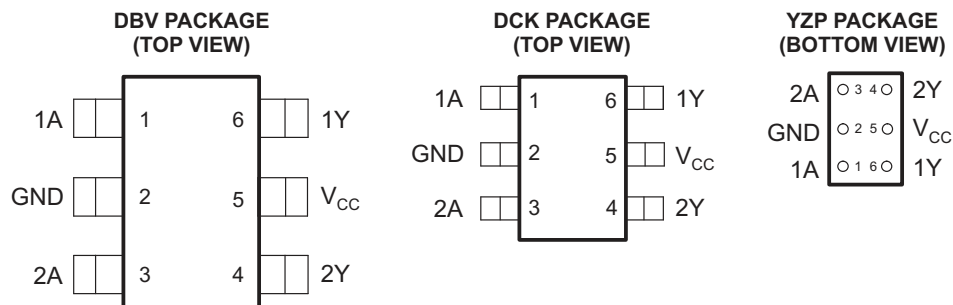 DBV PACKAGE
(TOP VIEW)
1A 1 6 1Y
GND 2 5 VCC
2A 3 4 2Y
DCK PACKAGE
(TOP VIEW)
1A 1 6 1Y
GND 2 5 VCC
2A 3 4 2Y
YZP PACKAGE
(BOTTOM VIEW)
2A 3 4 2Y
GND 2 5 VCC
1A 1 6 1Y